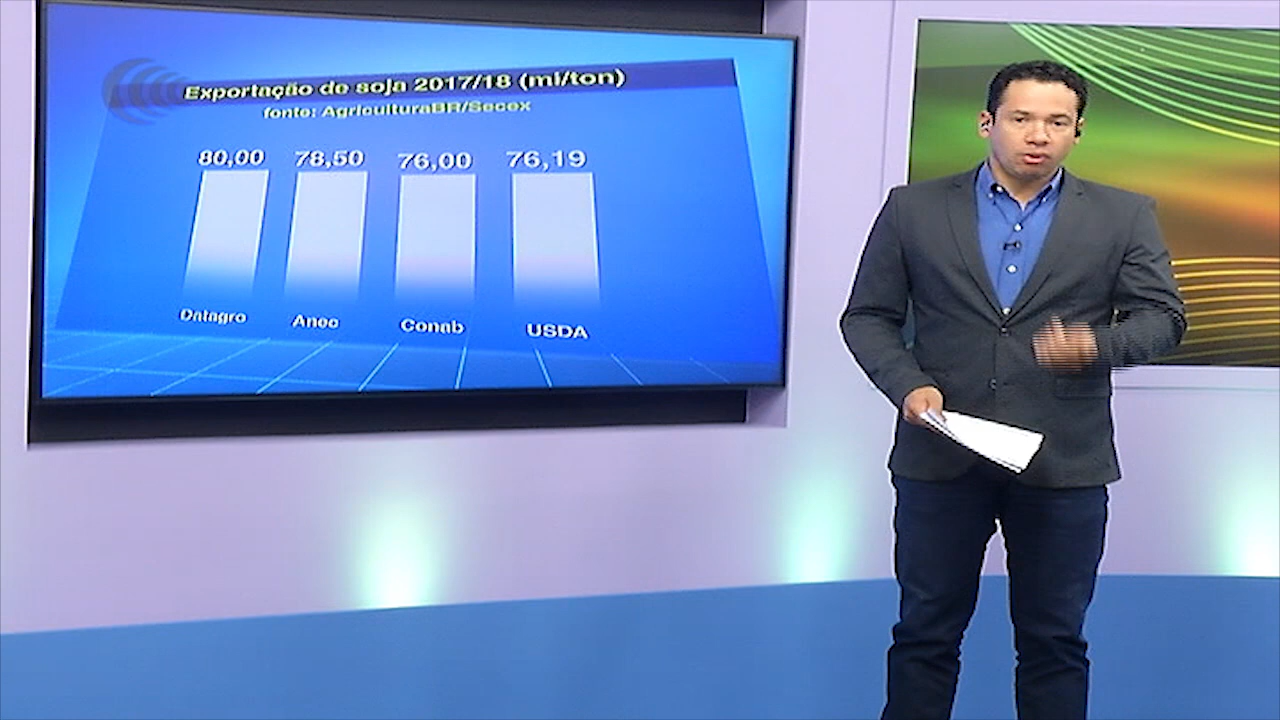 Exportação de soja 2017/18 (mi/ton)
fonte: AgriculturaBR/Secex
80,00 78,50 76,00 76,19
Datagro Anec Conab USDA